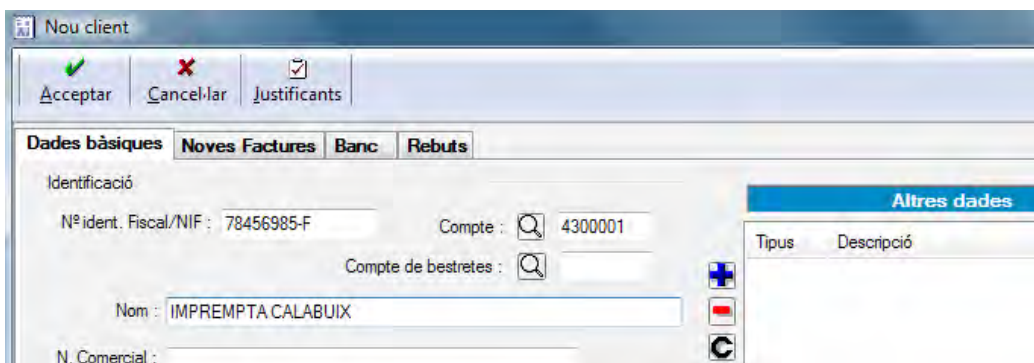 Nou client
Acceptar Cancel·lar Justificants
Dades bàsiques Noves Factures Banc Rebuts
Identificació
Nº ident. Fiscal/NIF : 78456985-F Compte : 4300001
Altres dades
Tipus Descripció
Compte de bestretes :
Nom : IMPREMPTA CALABUIX
N. Comercial :